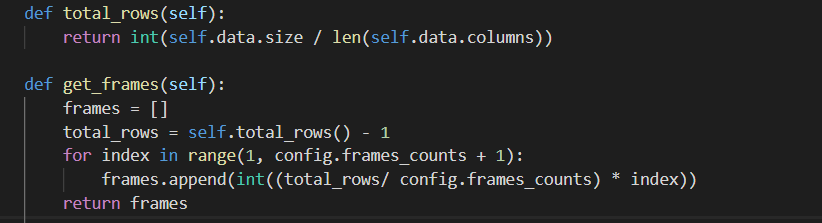 def total_rows(self):
    return int(self.data.size / len(self.data.columns))

def get_frames(self):
    frames = []
    total_rows = self.total_rows() - 1
    for index in range(1, config.frames_counts + 1):
        frames.append(int((total_rows/ config.frames_counts) * index))
    return frames